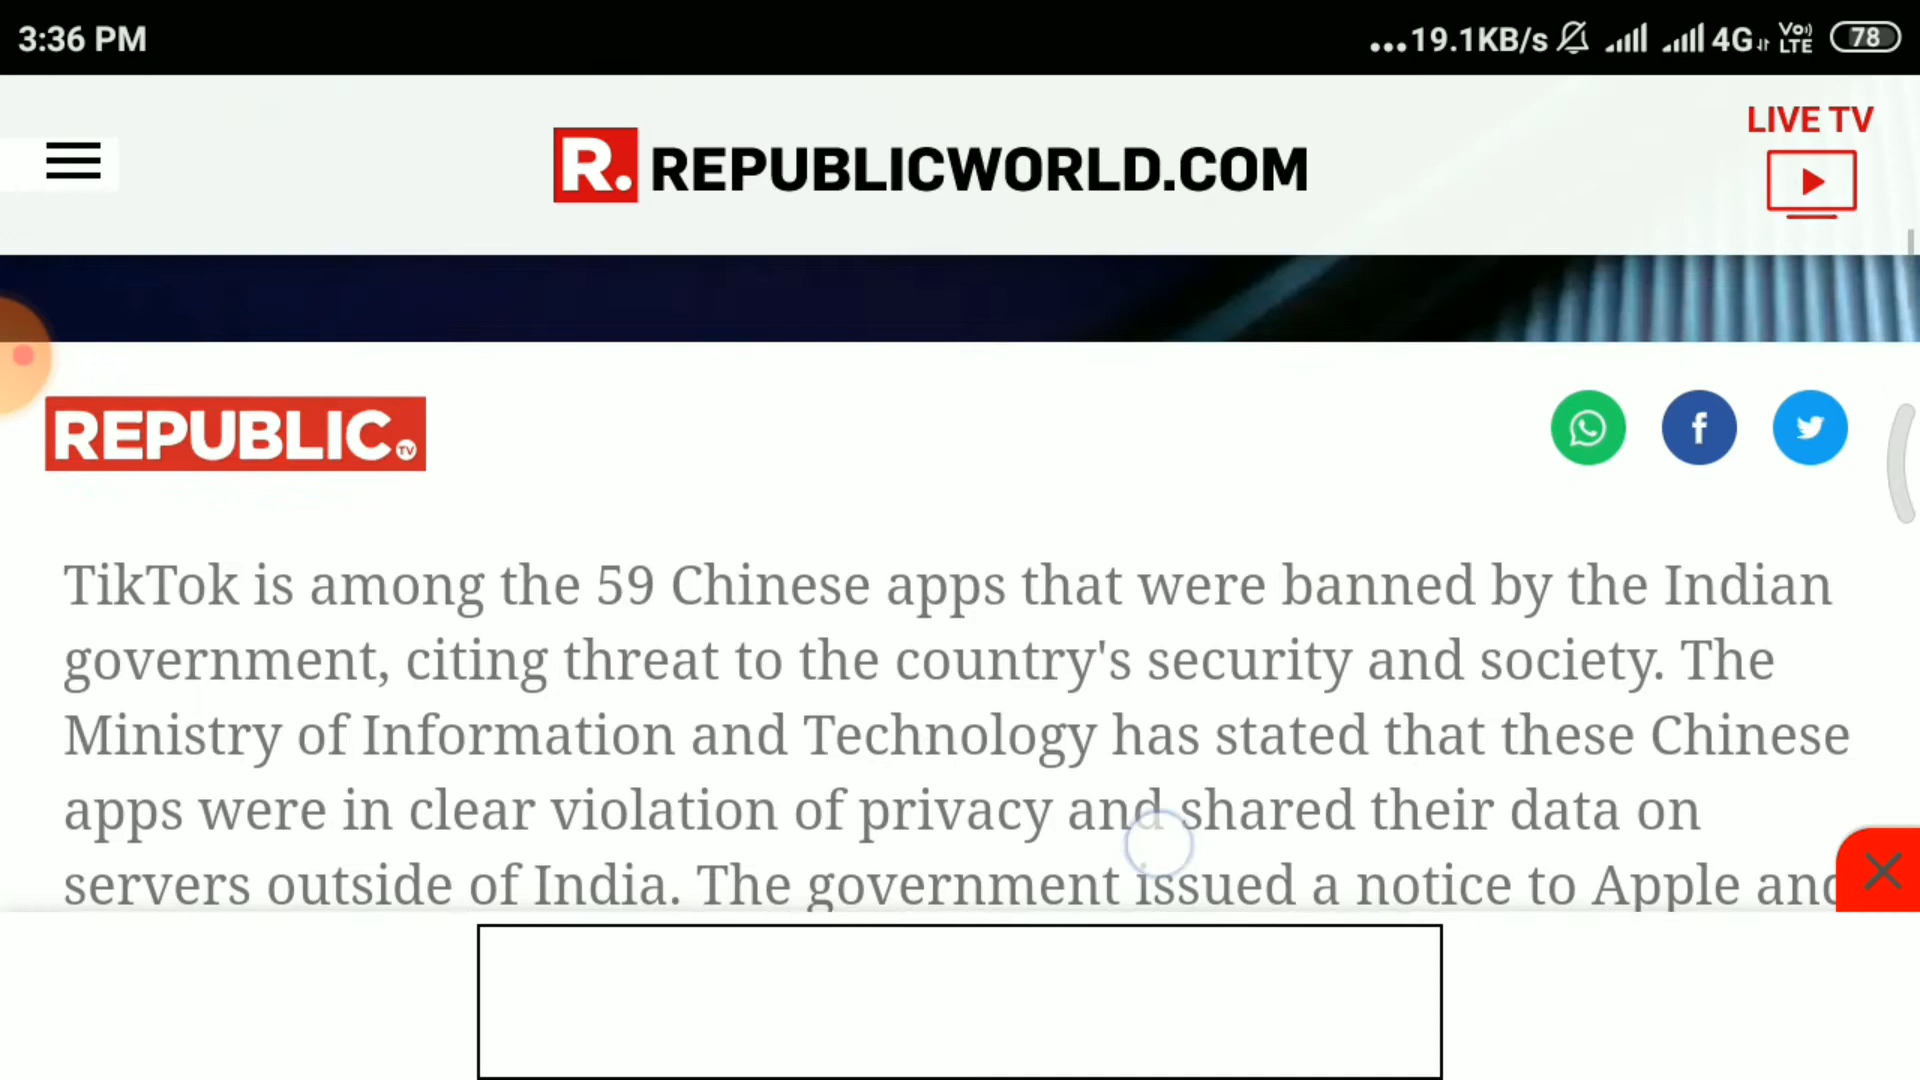 3:36 PM
...19.1KB/s 4G VoLTE 78
LIVE TV
R. REPUBLICWORLD.COM
REPUBLIC.TV
TikTok is among the 59 Chinese apps that were banned by the Indian
government, citing threat to the country's security and society. The
Ministry of Information and Technology has stated that these Chinese
apps were in clear violation of privacy and shared their data on
servers outside of India. The government issued a notice to Apple and